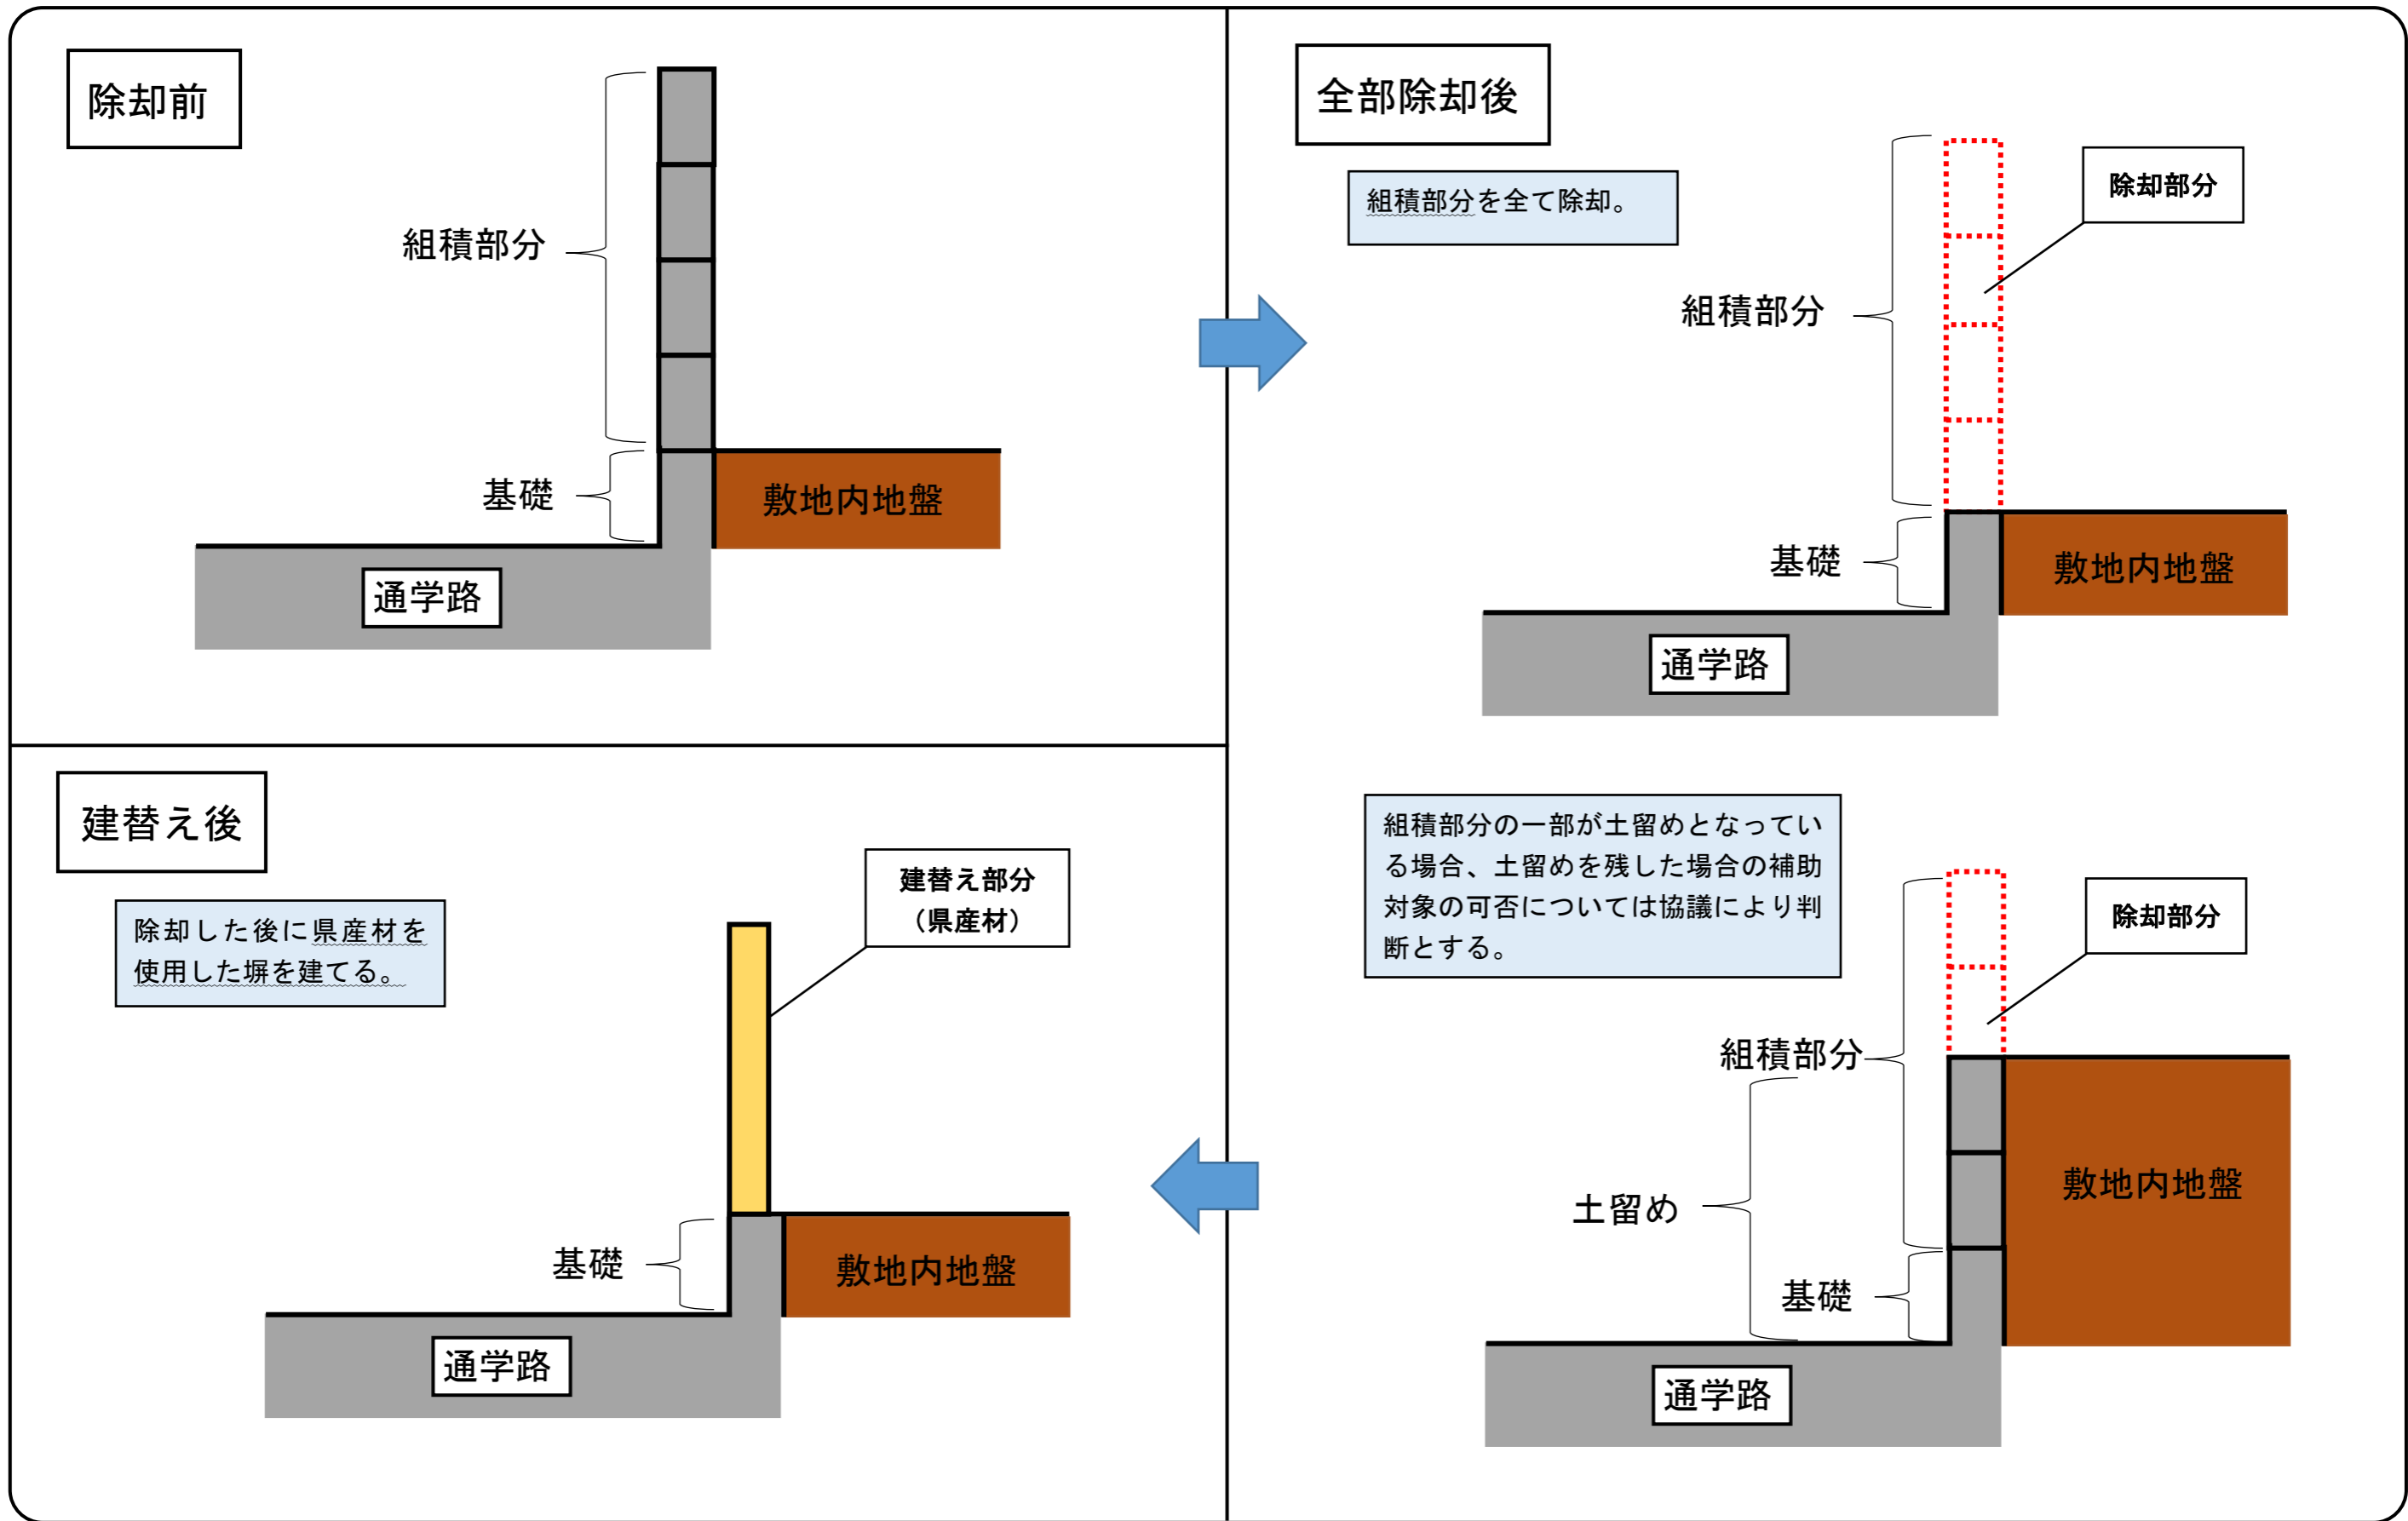 除却前
組積部分
基礎
敷地内地盤
通学路
全部除却後
組積部分を全て除却。
除却部分
組積部分
基礎
敷地内地盤
通学路
組積部分の一部が土留めとなってい
る場合、土留めを残した場合の補助
対象の可否については協議により判
断とする。
除却部分
組積部分
土留め
敷地内地盤
基礎
通学路
建替え後
建替え部分
（県産材）
除却した後に県産材を
使用した塀を建てる。
基礎
敷地内地盤
通学路